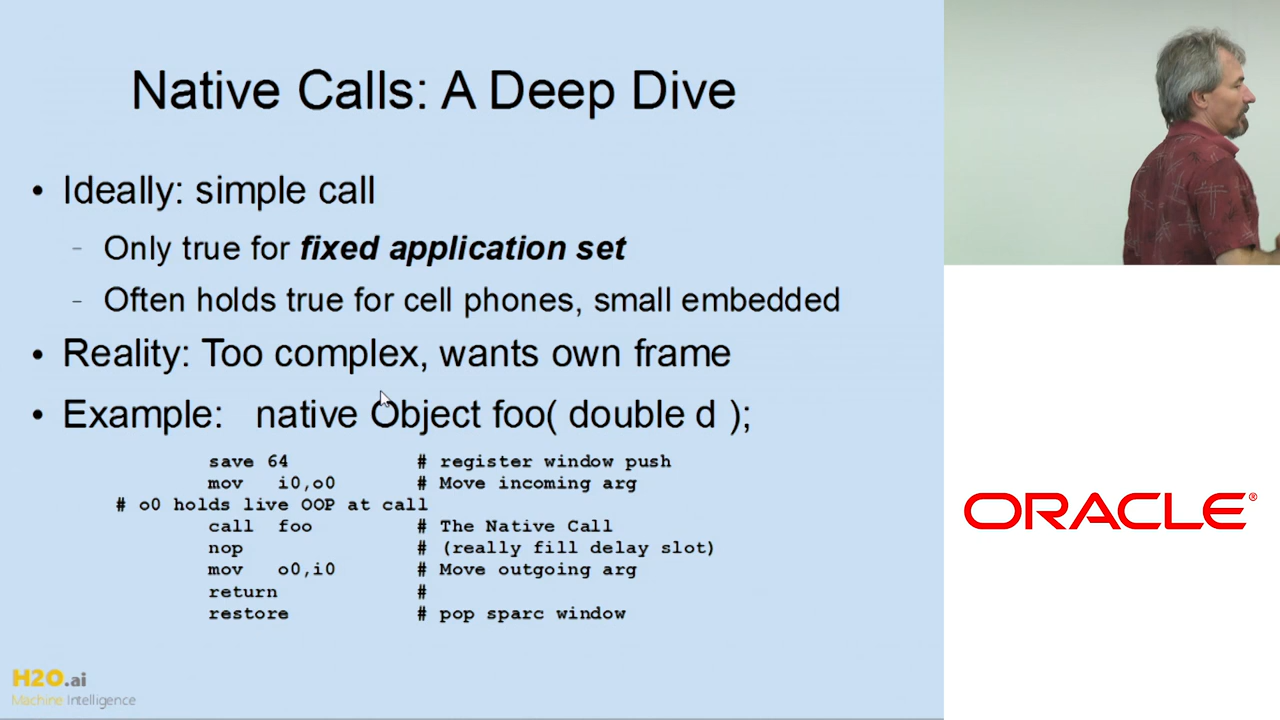 Native Calls: A Deep Dive
• Ideally: simple call
– Only true for fixed application set
– Often holds true for cell phones, small embedded
• Reality: Too complex, wants own frame
• Example: native Object foo( double d );
save 64 # register window push
mov i0,o0 # Move incoming arg
# o0 holds live OOP at call
call foo # The Native Call
nop # (really fill delay slot)
mov o0,i0 # Move outgoing arg
return #
restore # pop sparc window
H2O.ai
Machine Intelligence
ORACLE®